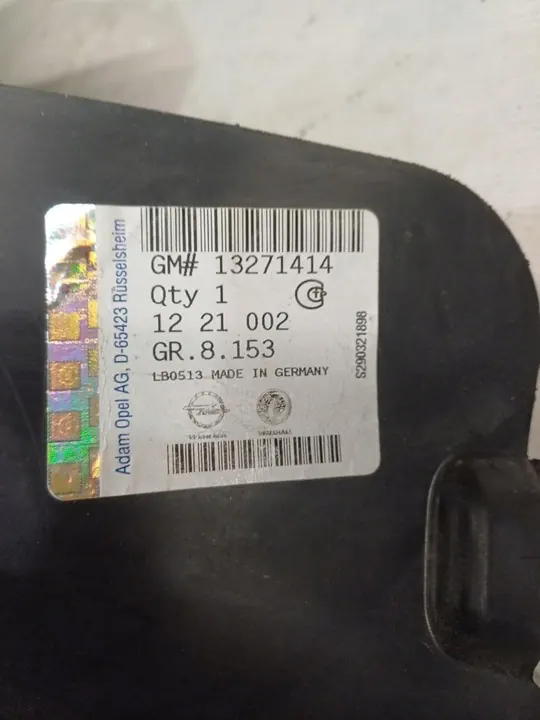 Adam Opel AG, D-65423 Rüsselsheim
GM# 13271414
Qty 1
12 21 002
GR.8.153
LB0513 MADE IN GERMANY
S290321898
VAUXHALL